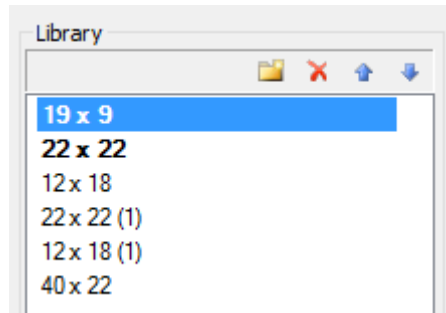 Library
19 x 9
22 x 22
12 x 18
22 x 22 (1)
12 x 18 (1)
40 x 22